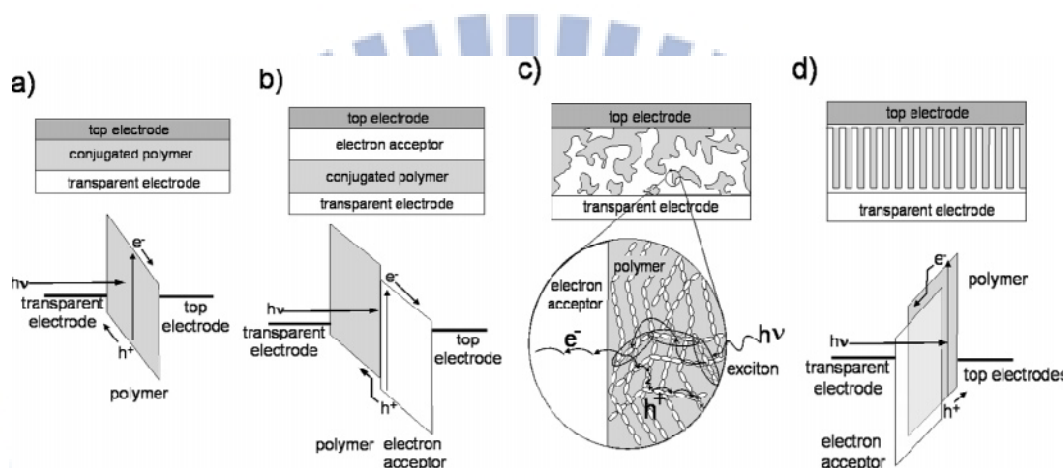 a)
top electrode
conjugated polymer
transparent electrode
e-
hν
transparent
electrode
top
electrode
h+
polymer
b)
top electrode
electron acceptor
conjugated polymer
transparent electrode
e-
hν
transparent
electrode
top
electrode
h+
polymer
electron
acceptor
c)
top electrode
transparent electrode
polymer
electron
acceptor
e-
hν
exciton
h+
d)
top electrode
transparent electrode
e-
polymer
hν
transparent
electrode
top electrodes
h+
electron
acceptor